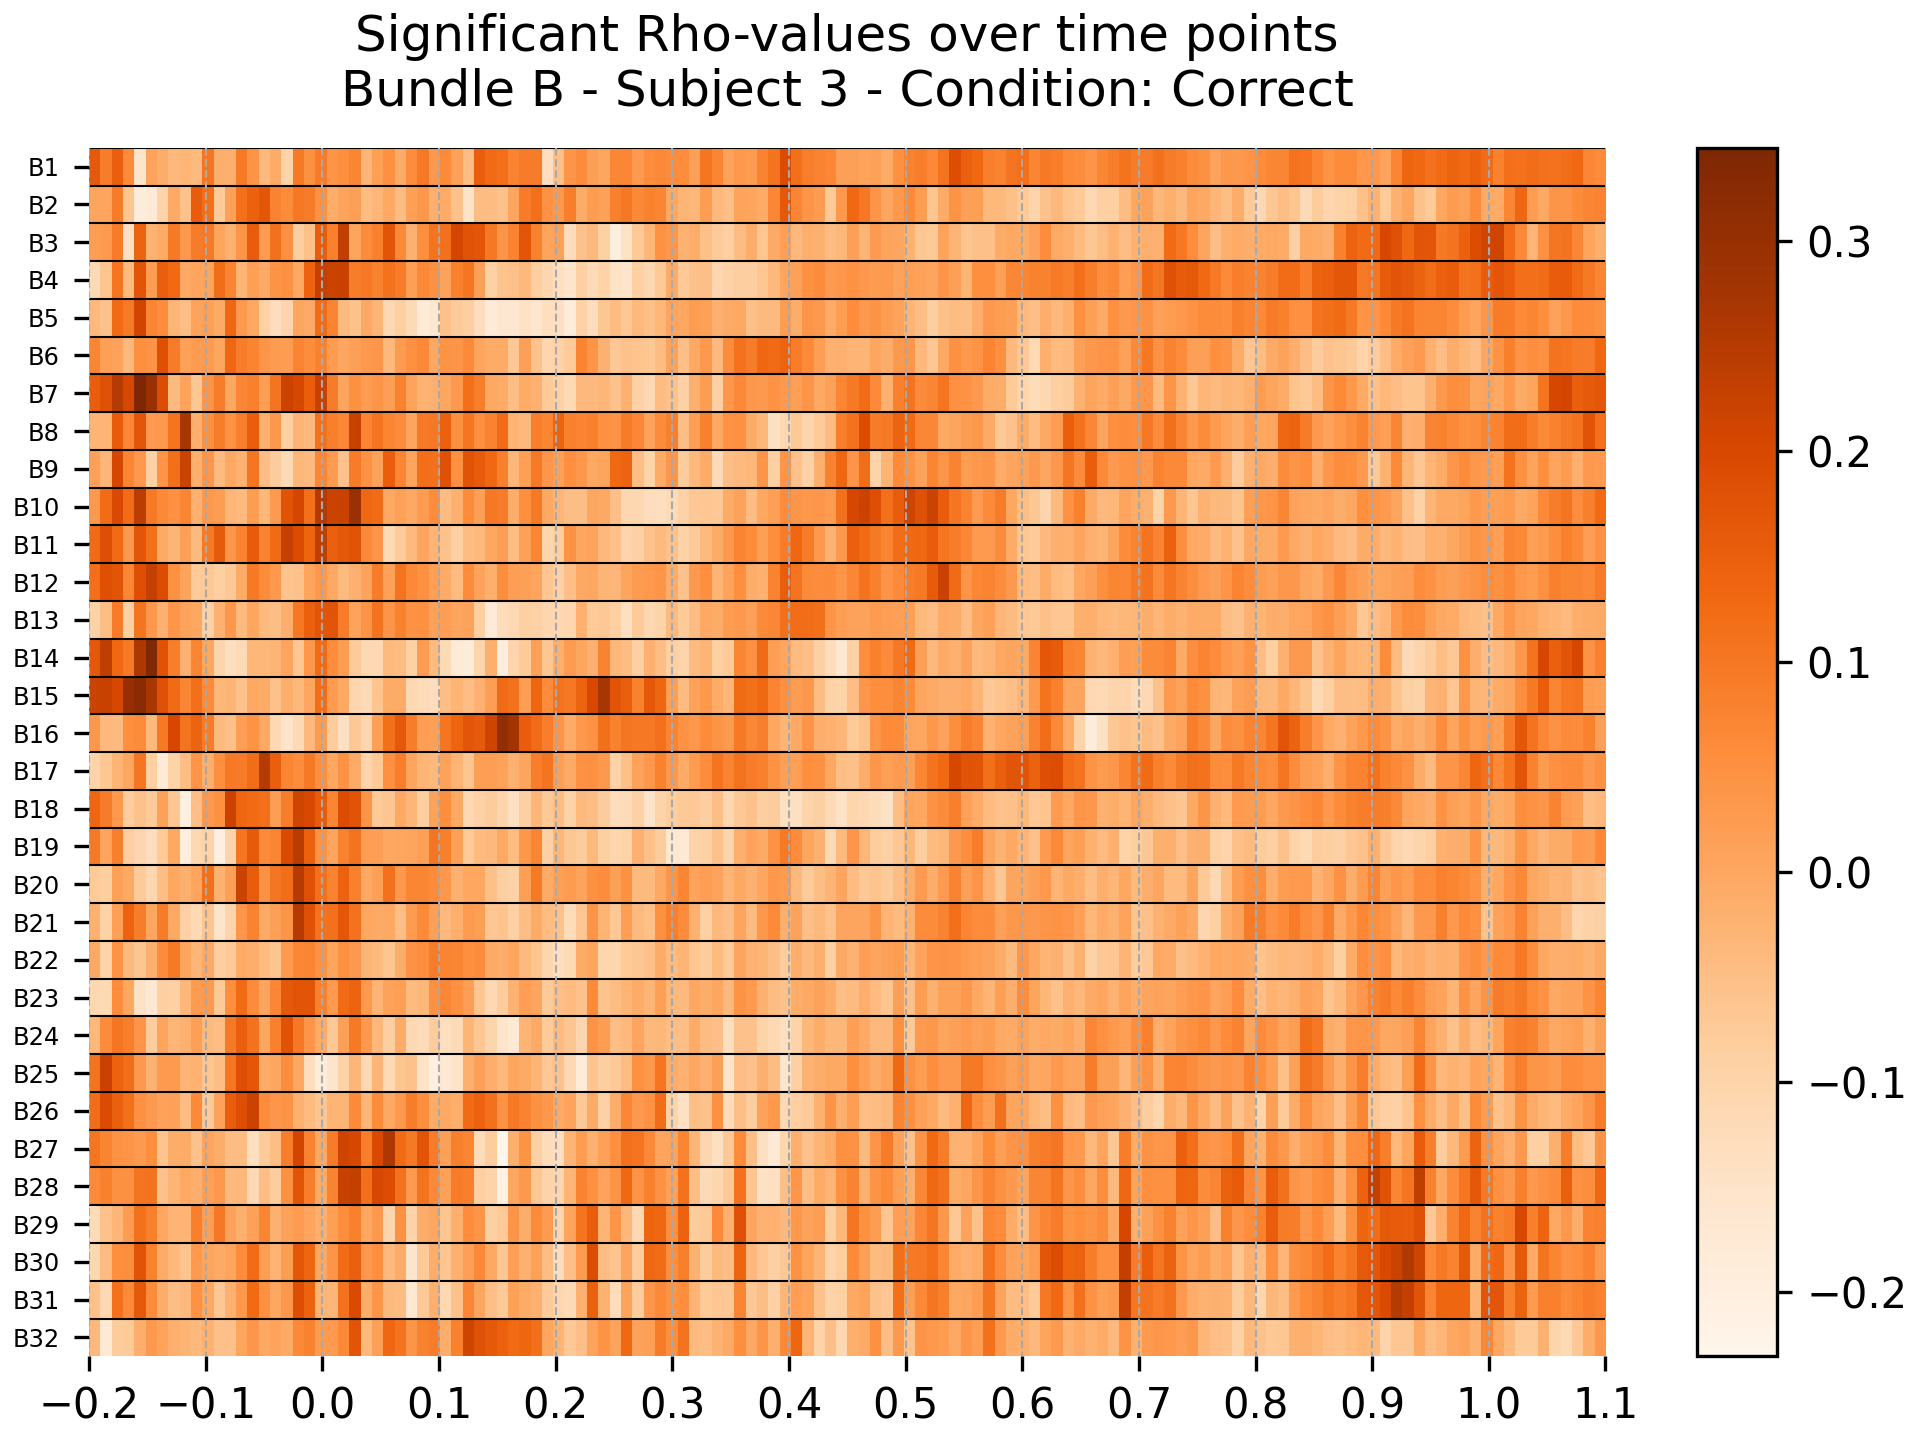 Significant Rho-values over time points
Bundle B - Subject 3 - Condition: Correct
B1
B2
B3
B4
B5
B6
B7
B8
B9
B10
B11
B12
B13
B14
B15
B16
B17
B18
B19
B20
B21
B22
B23
B24
B25
B26
B27
B28
B29
B30
B31
B32
−0.2 −0.1 0.0 0.1 0.2 0.3 0.4 0.5 0.6 0.7 0.8 0.9 1.0 1.1
0.3
0.2
0.1
0.0
−0.1
−0.2